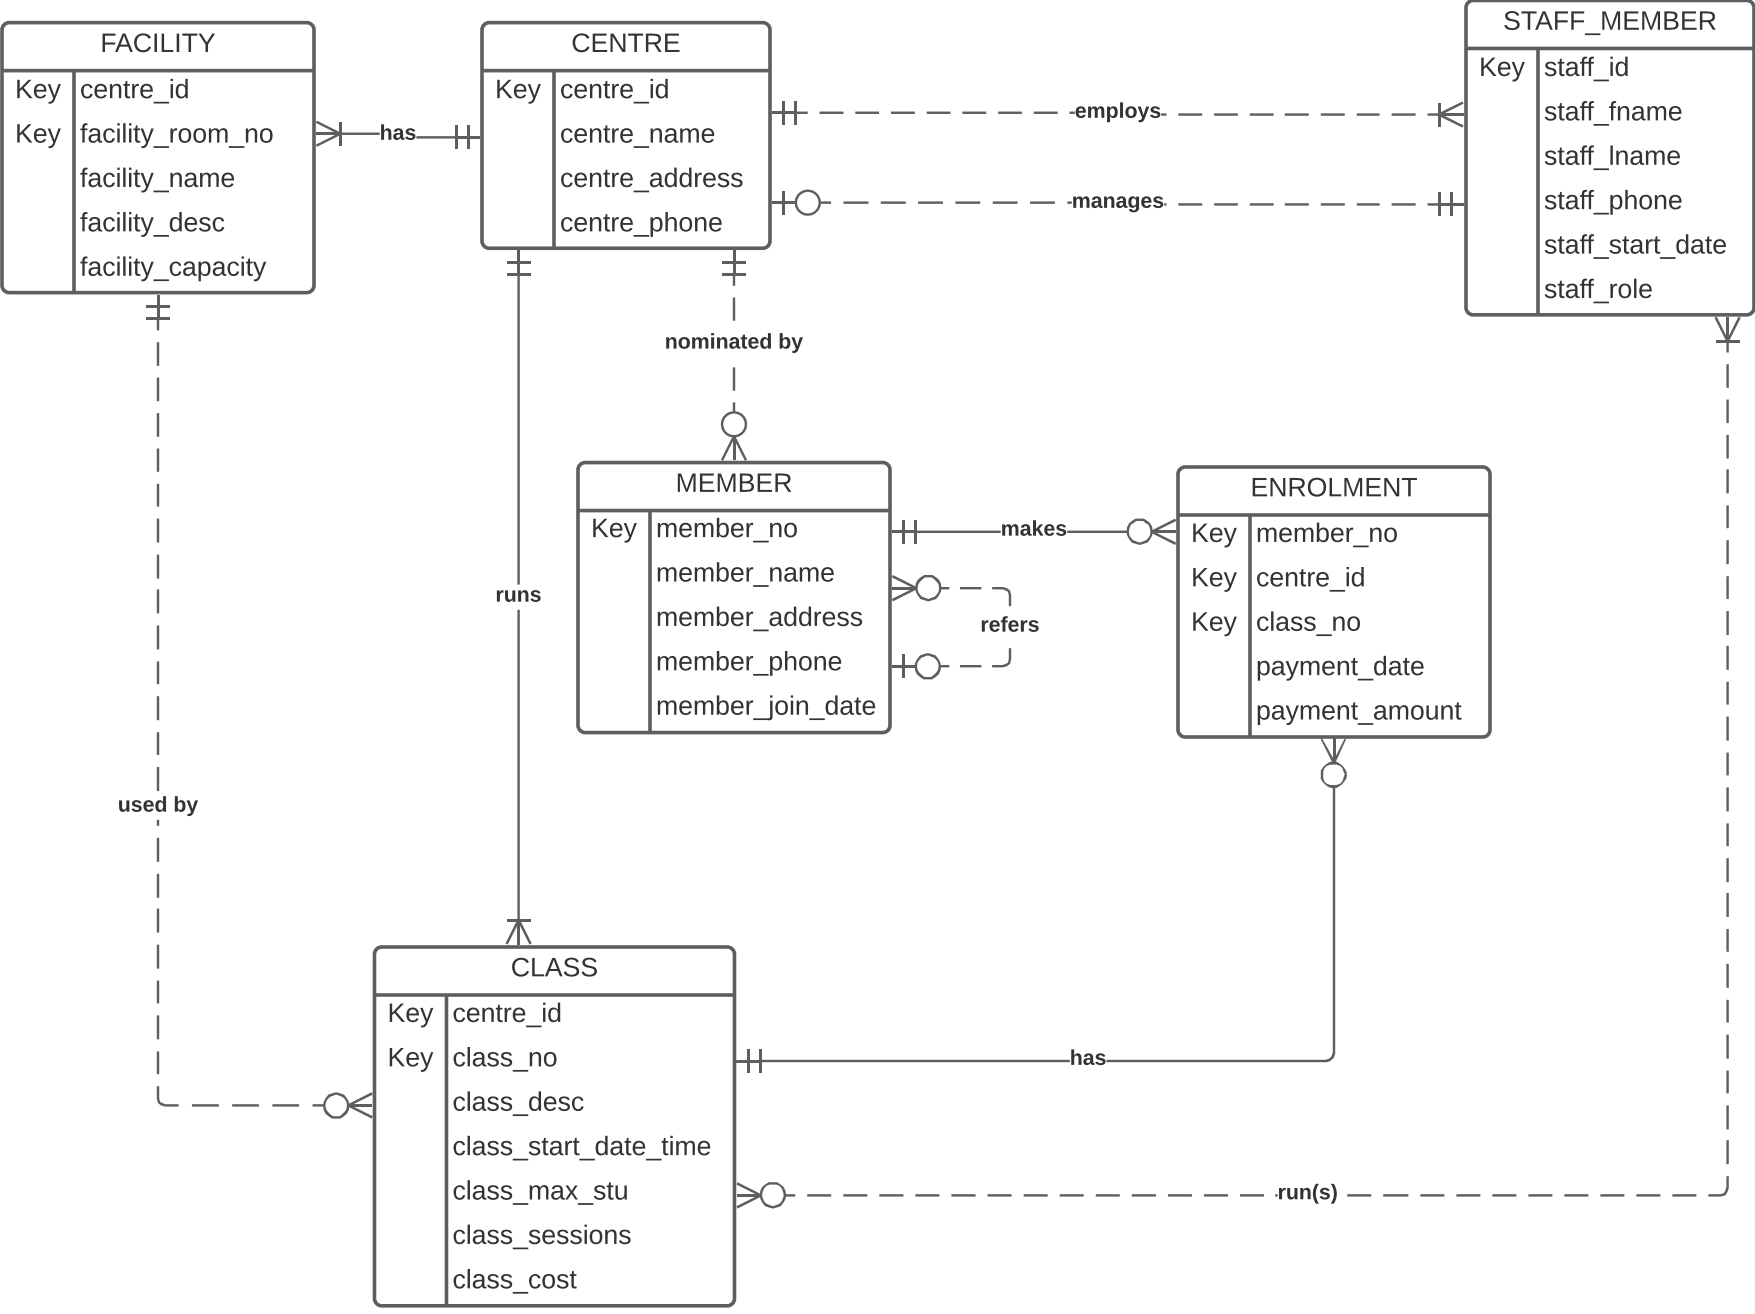 FACILITY
Key centre_id
Key facility_room_no
facility_name
facility_desc
facility_capacity
has
CENTRE
Key centre_id
centre_name
centre_address
centre_phone
employs
manages
STAFF_MEMBER
Key staff_id
staff_fname
staff_lname
staff_phone
staff_start_date
staff_role
nominated by
MEMBER
Key member_no
member_name
member_address
member_phone
member_join_date
makes
refers
ENROLMENT
Key member_no
Key centre_id
Key class_no
payment_date
payment_amount
runs
used by
CLASS
Key centre_id
Key class_no
class_desc
class_start_date_time
class_max_stu
class_sessions
class_cost
has
run(s)